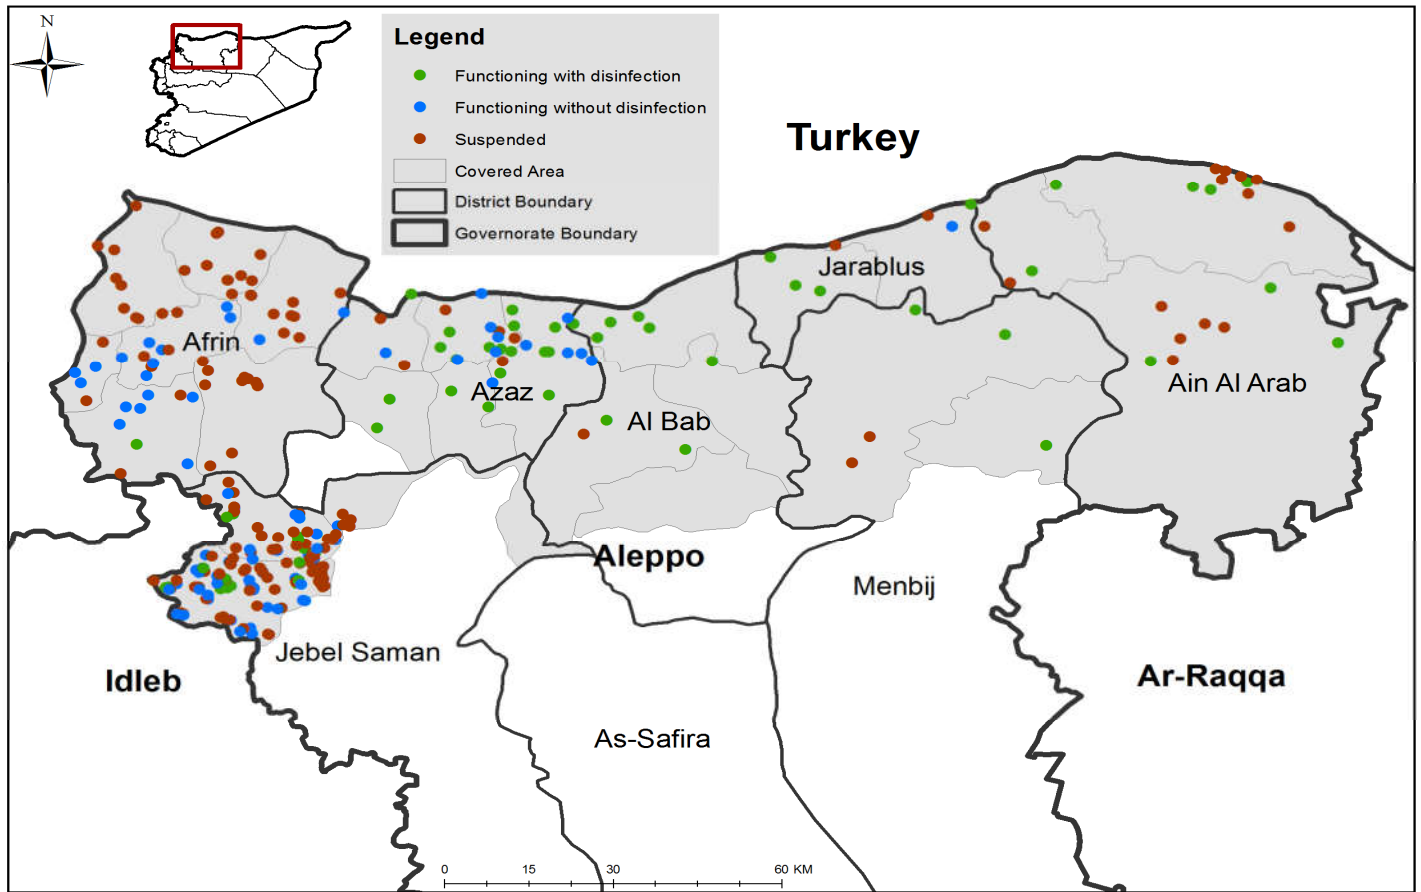 N
Legend
Functioning with disinfection
Functioning without disinfection
Suspended
Covered Area
District Boundary
Governorate Boundary
Turkey
Jarablus
Afrin
Azaz
Al Bab
Ain Al Arab
Aleppo
Menbij
Jebel Saman
Idleb
Ar-Raqqa
As-Safira
0 15 30 60 KM